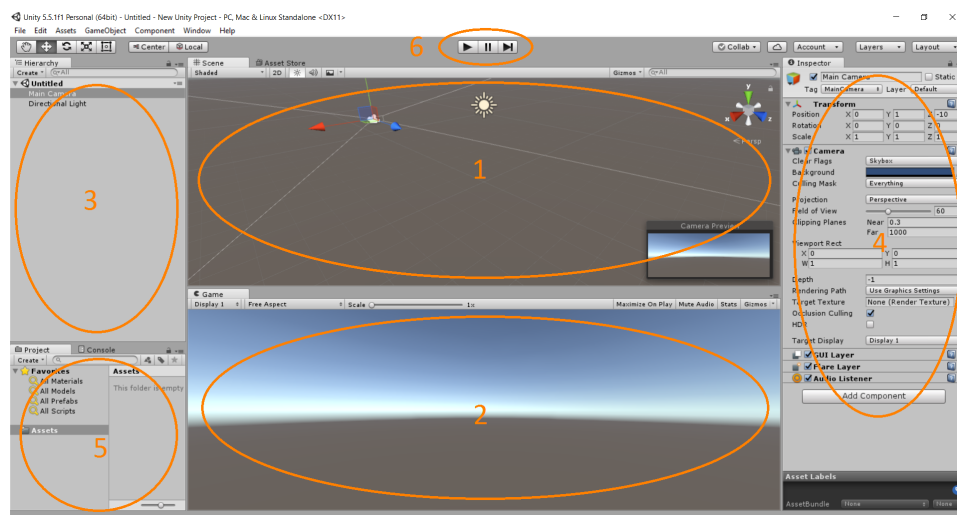 Unity 5.5.1f1 Personal (64bit) - Untitled - New Unity Project - PC, Mac & Linux Standalone <DX11>
File Edit Assets GameObject Component Window Help
Center Local 6 Collab Account Layers Layout
Hierarchy
Create All
Untitled
Main Camera
Directional Light
3
Scene Asset Store
Shaded 2D Gizmos All
y
x z
Persp
1
Camera Preview
Game
Display 1 Free Aspect Scale 1x Maximize On Play Mute Audio Stats Gizmos
2
Project Console
Create
Favorites
All Materials
All Models
All Prefabs
All Scripts
Assets
Assets
This folder is empty
5
Inspector
Main Camera Static
Tag MainCamera Layer Default
Transform
Position X 0 Y 1 Z -10
Rotation X 0 Y 0 Z 0
Scale X 1 Y 1 Z 1
Camera
Clear Flags Skybox
Background
Culling Mask Everything
Projection Perspective
Field of View 60
Clipping Planes Near 0.3
Far 1000
4
Viewport Rect
X 0 Y 0
W 1 H 1
Depth -1
Rendering Path Use Graphics Settings
Target Texture None (Render Texture)
Occlusion Culling
HDR
Target Display Display 1
GUI Layer
Flare Layer
Audio Listener
Add Component
Asset Labels
AssetBundle None None